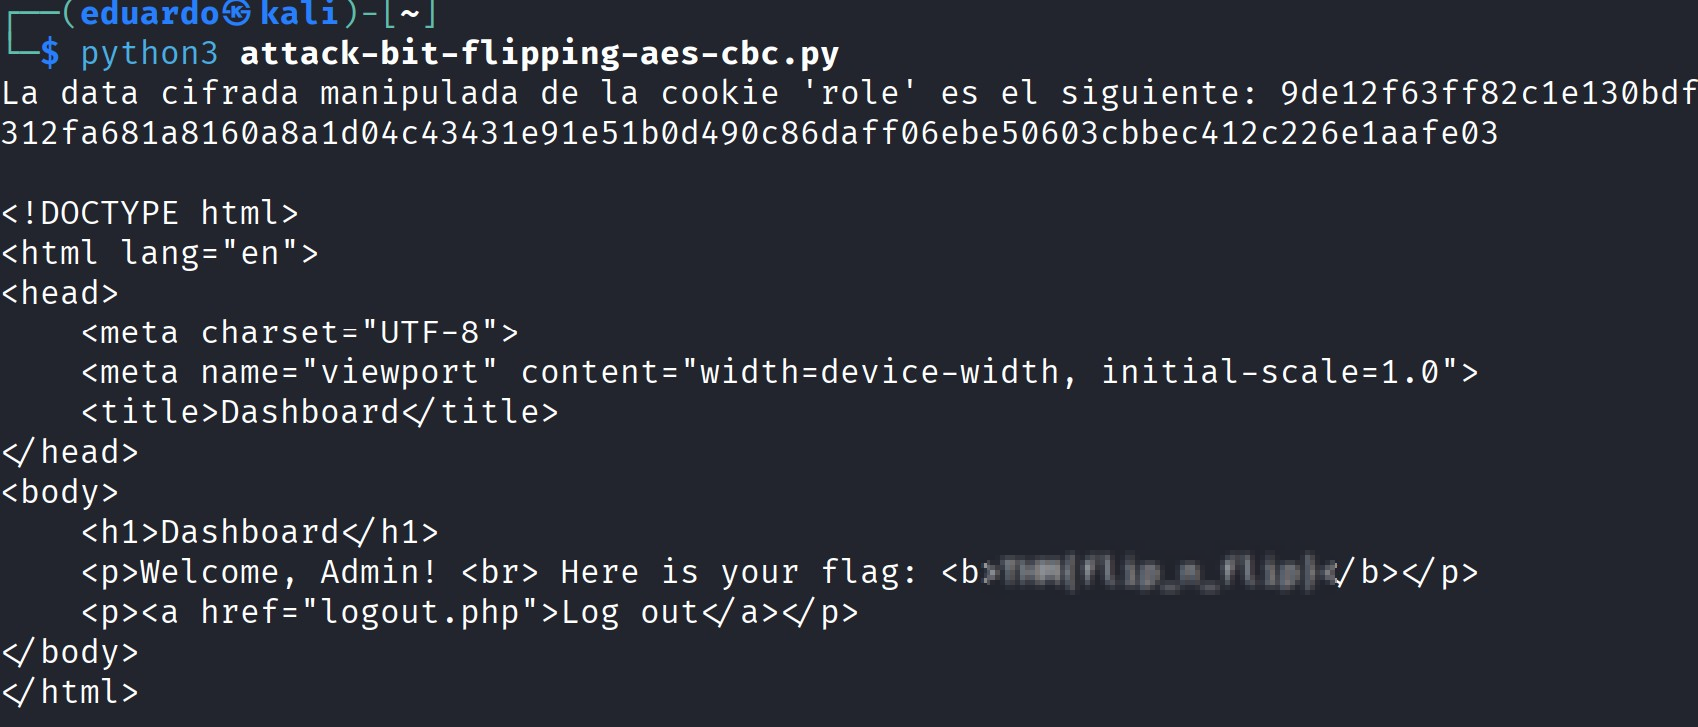 ┌──(eduardo㉿kali)-[~]
└─$ python3 attack-bit-flipping-aes-cbc.py
La data cifrada manipulada de la cookie 'role' es el siguiente: 9de12f63ff82c1e130bdf
312fa681a8160a8a1d04c43431e91e51b0d490c86daff06ebe50603cbbec412c226e1aafe03
<!DOCTYPE html>
<html lang="en">
<head>
    <meta charset="UTF-8">
    <meta name="viewport" content="width=device-width, initial-scale=1.0">
    <title>Dashboard</title>
</head>
<body>
    <h1>Dashboard</h1>
    <p>Welcome, Admin! <br> Here is your flag: <b></b></p>
    <p><a href="logout.php">Log out</a></p>
</body>
</html>